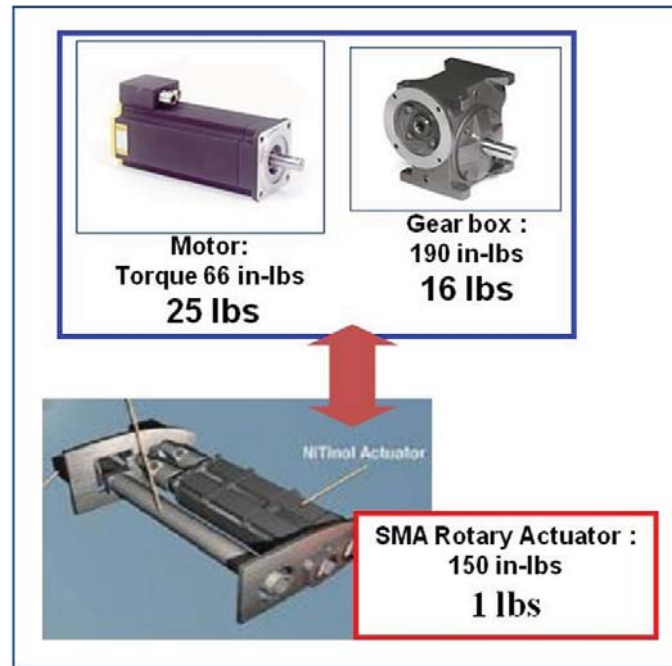 Motor:
Torque 66 in-lbs
25 lbs
Gear box :
190 in-lbs
16 lbs
NiTinol Actuator
SMA Rotary Actuator :
150 in-lbs
1 lbs